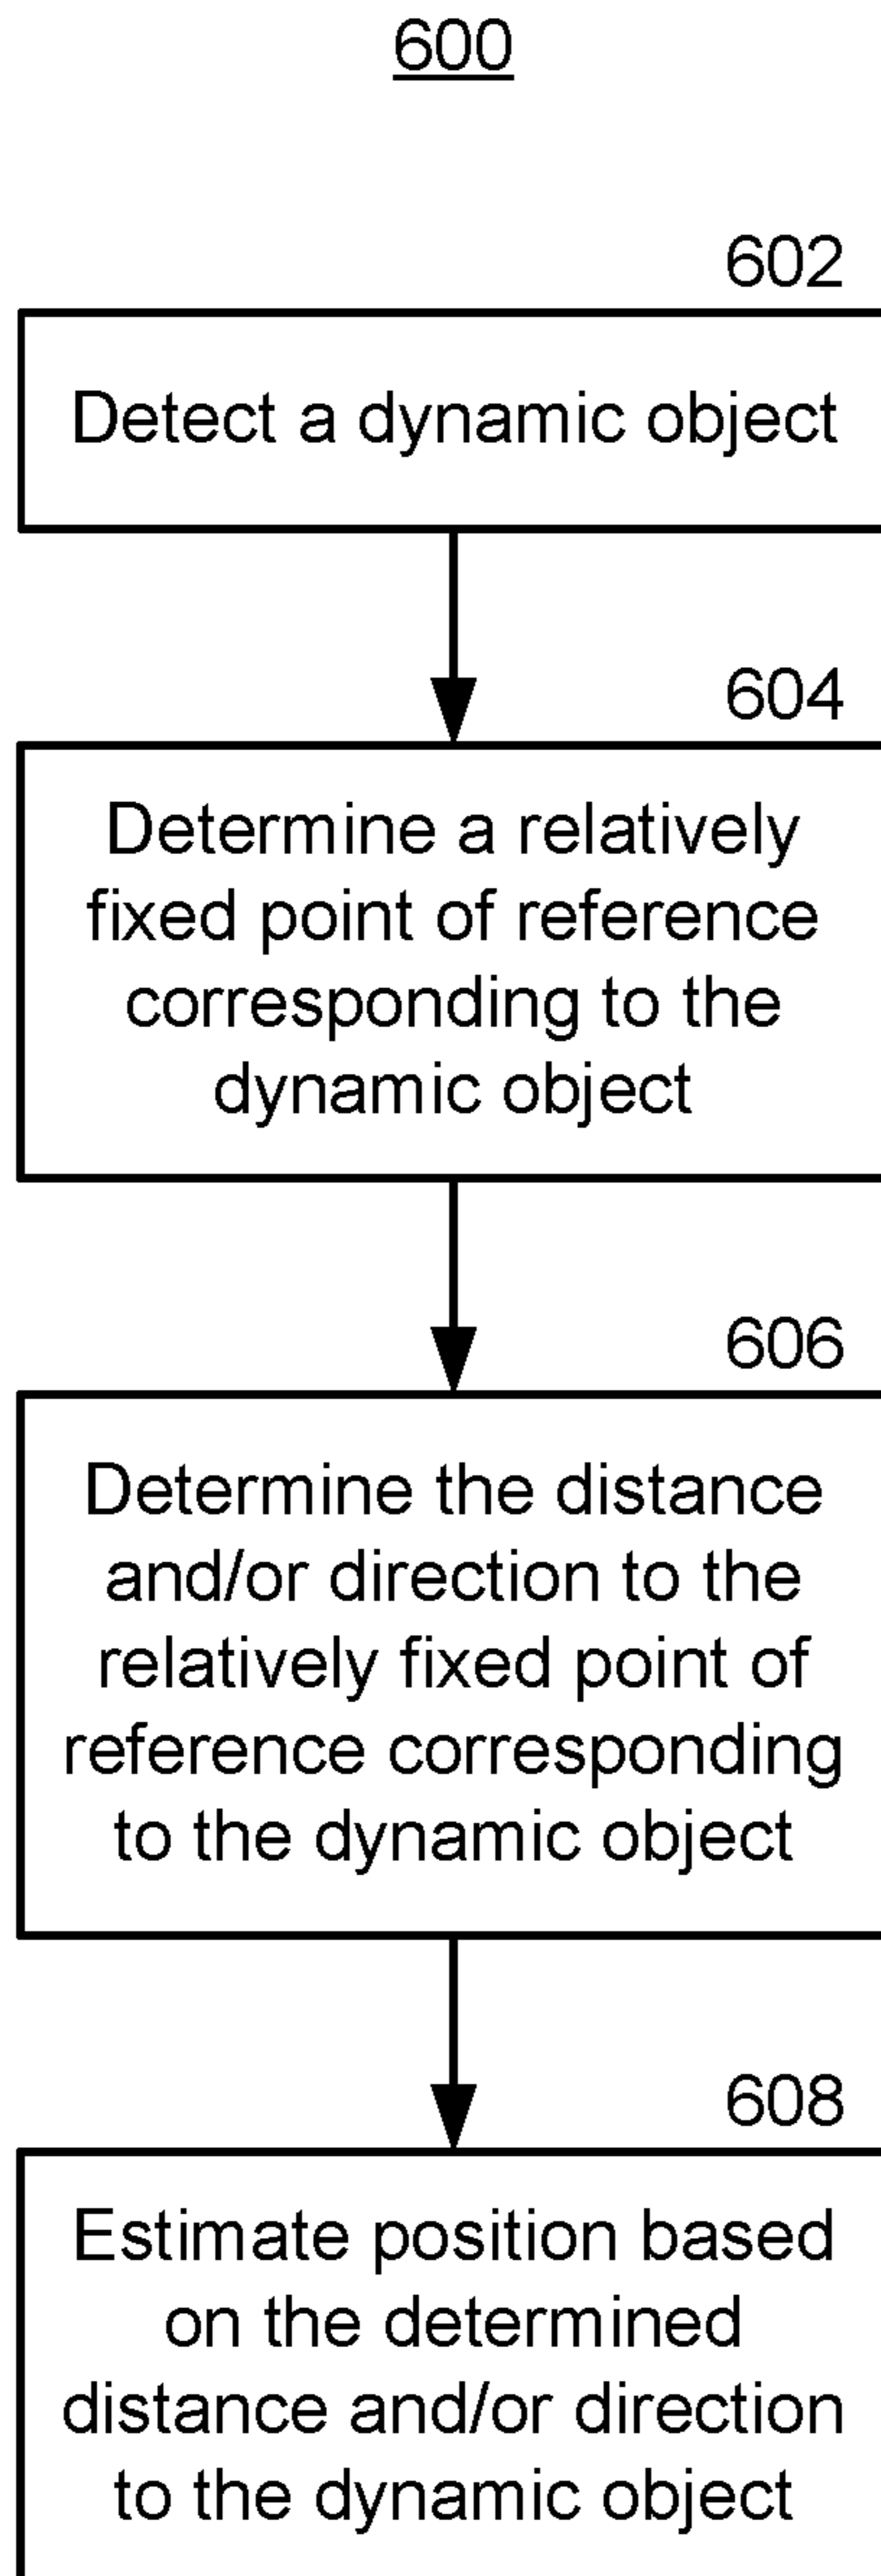 600
602
Detect a dynamic object
604
Determine a relatively
fixed point of reference
corresponding to the
dynamic object
606
Determine the distance
and/or direction to the
relatively fixed point of
reference corresponding
to the dynamic object
608
Estimate position based
on the determined
distance and/or direction
to the dynamic object